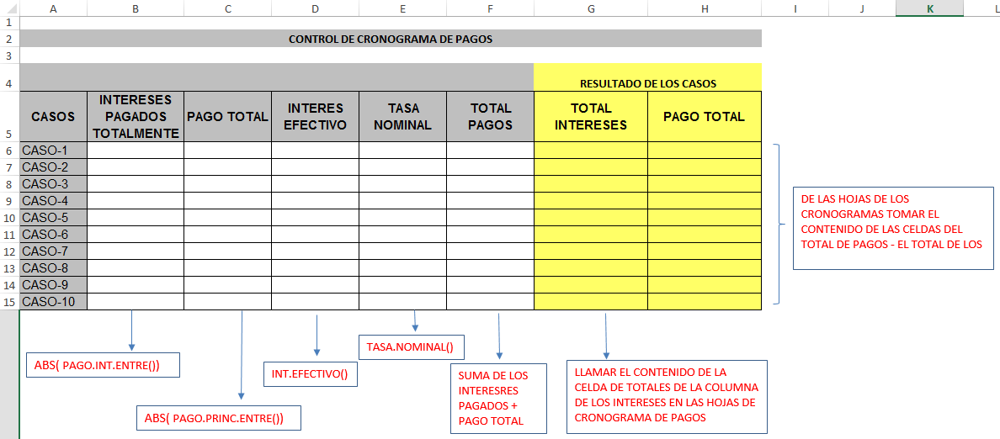 A B C D E F G H I J K L
1
2 CONTROL DE CRONOGRAMA DE PAGOS
3
4 RESULTADO DE LOS CASOS
5 CASOS
INTERESES
PAGADOS
TOTALMENTE
PAGO TOTAL
INTERES
EFECTIVO
TASA
NOMINAL
TOTAL
PAGOS
TOTAL
INTERESES
PAGO TOTAL
6 CASO-1
7 CASO-2
8 CASO-3
9 CASO-4
10 CASO-5
11 CASO-6
12 CASO-7
13 CASO-8
14 CASO-9
15 CASO-10
DE LAS HOJAS DE LOS
CRONOGRAMAS TOMAR EL
CONTENIDO DE LAS CELDAS DEL
TOTAL DE PAGOS - EL TOTAL DE LOS
ABS( PAGO.INT.ENTRE())
ABS( PAGO.PRINC.ENTRE())
INT.EFECTIVO()
TASA.NOMINAL()
SUMA DE LOS
INTERESRES
PAGADOS +
PAGO TOTAL
LLAMAR EL CONTENIDO DE LA
CELDA DE TOTALES DE LA COLUMNA
DE LOS INTERESES EN LAS HOJAS DE
CRONOGRAMA DE PAGOS